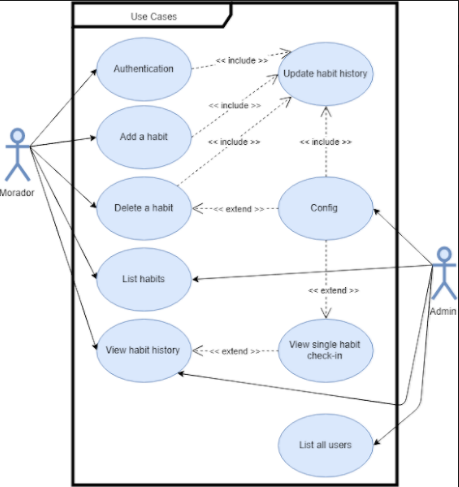 Use Cases
Authentication
<< include >>
Update habit history
<< include >>
Add a habit
<< include >>
<< include >>
Morador
Delete a habit
<< extend >>
Config
List habits
<< extend >>
Admin
View habit history
<< extend >>
View single habit
check-in
List all users